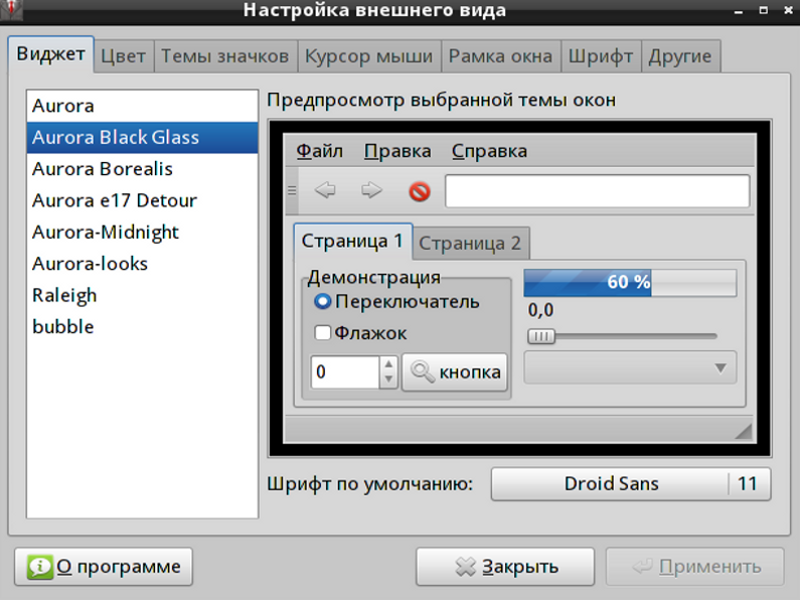 Настройка внешнего вида
Виджет Цвет Темы значков Курсор мыши Рамка окна Шрифт Другие
Aurora
Aurora Black Glass
Aurora Borealis
Aurora e17 Detour
Aurora-Midnight
Aurora-looks
Raleigh
bubble
Предпросмотр выбранной темы окон
Файл Правка Справка
Страница 1 Страница 2
Демонстрация
Переключатель
Флажок
0 кнопка
60 %
0,0
Шрифт по умолчанию: Droid Sans 11
О программе Закрыть Применить